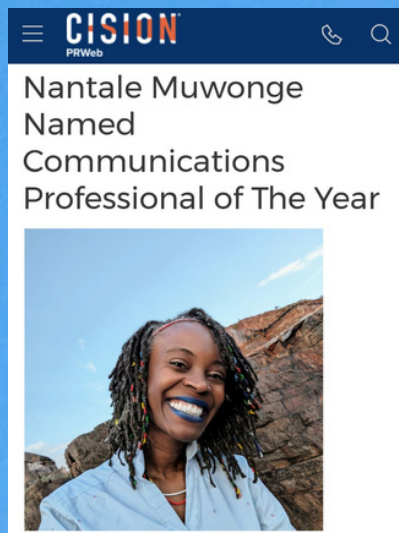 CISION
PRWeb
Nantale Muwonge
Named
Communications
Professional of The Year